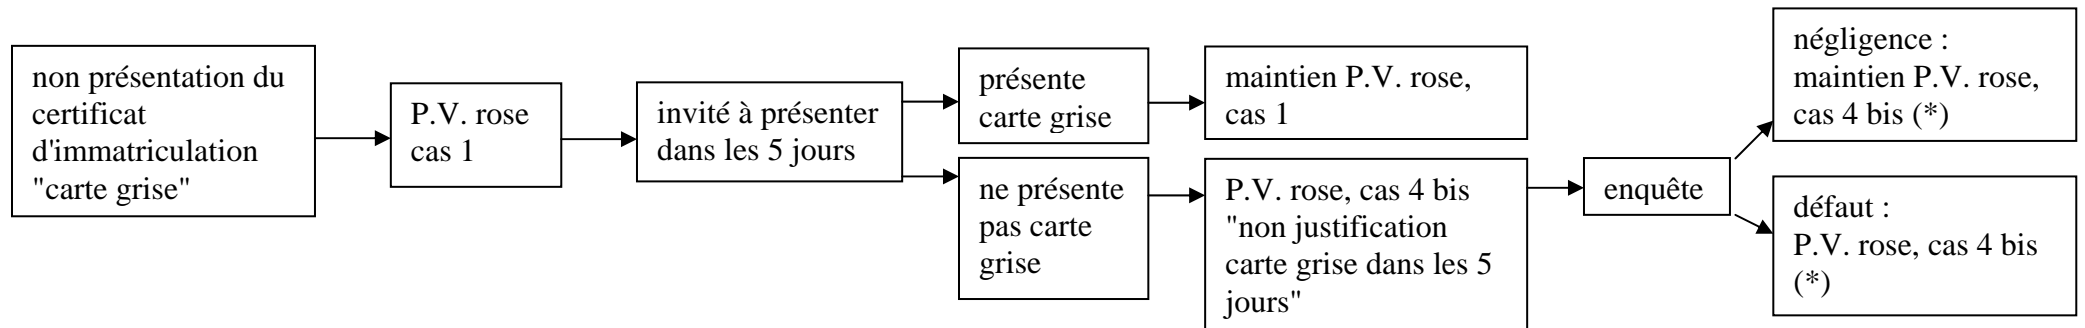 non présentation du
certificat
d'immatriculation
"carte grise"
P.V. rose
cas 1
invité à présenter
dans les 5 jours
présente
carte grise
maintien P.V. rose,
cas 1
ne présente
pas carte
grise
P.V. rose, cas 4 bis
"non justification
carte grise dans les 5
jours"
enquête
négligence :
maintien P.V. rose,
cas 4 bis (*)
défaut :
P.V. rose, cas 4 bis
(*)